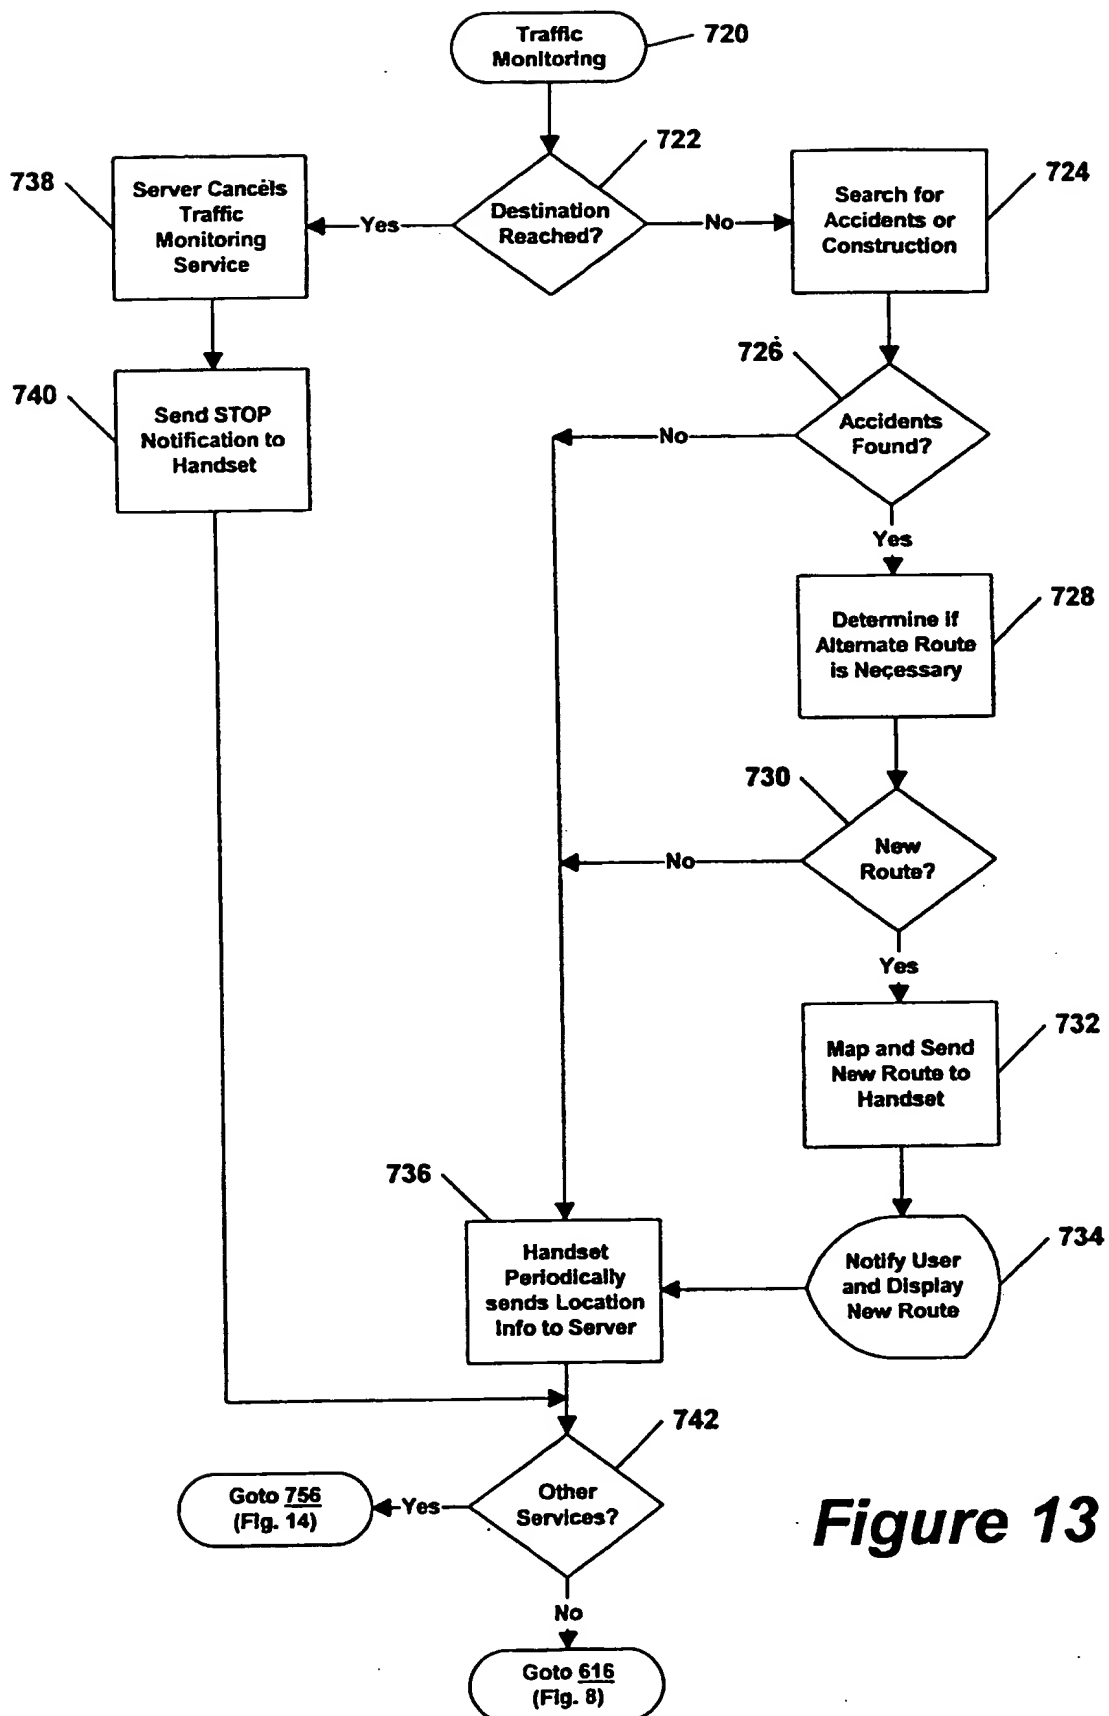 Traffic
Monitoring
720
722
Destination
Reached?
Yes
No
738
Server Cancels
Traffic
Monitoring
Service
724
Search for
Accidents or
Construction
740
Send STOP
Notification to
Handset
726
Accidents
Found?
No
Yes
728
Determine if
Alternate Route
is Necessary
730
New
Route?
No
Yes
732
Map and Send
New Route to
Handset
734
Notify User
and Display
New Route
736
Handset
Periodically
sends Location
Info to Server
742
Other
Services?
Yes
Goto 756
(Fig. 14)
No
Goto 616
(Fig. 8)
Figure 13